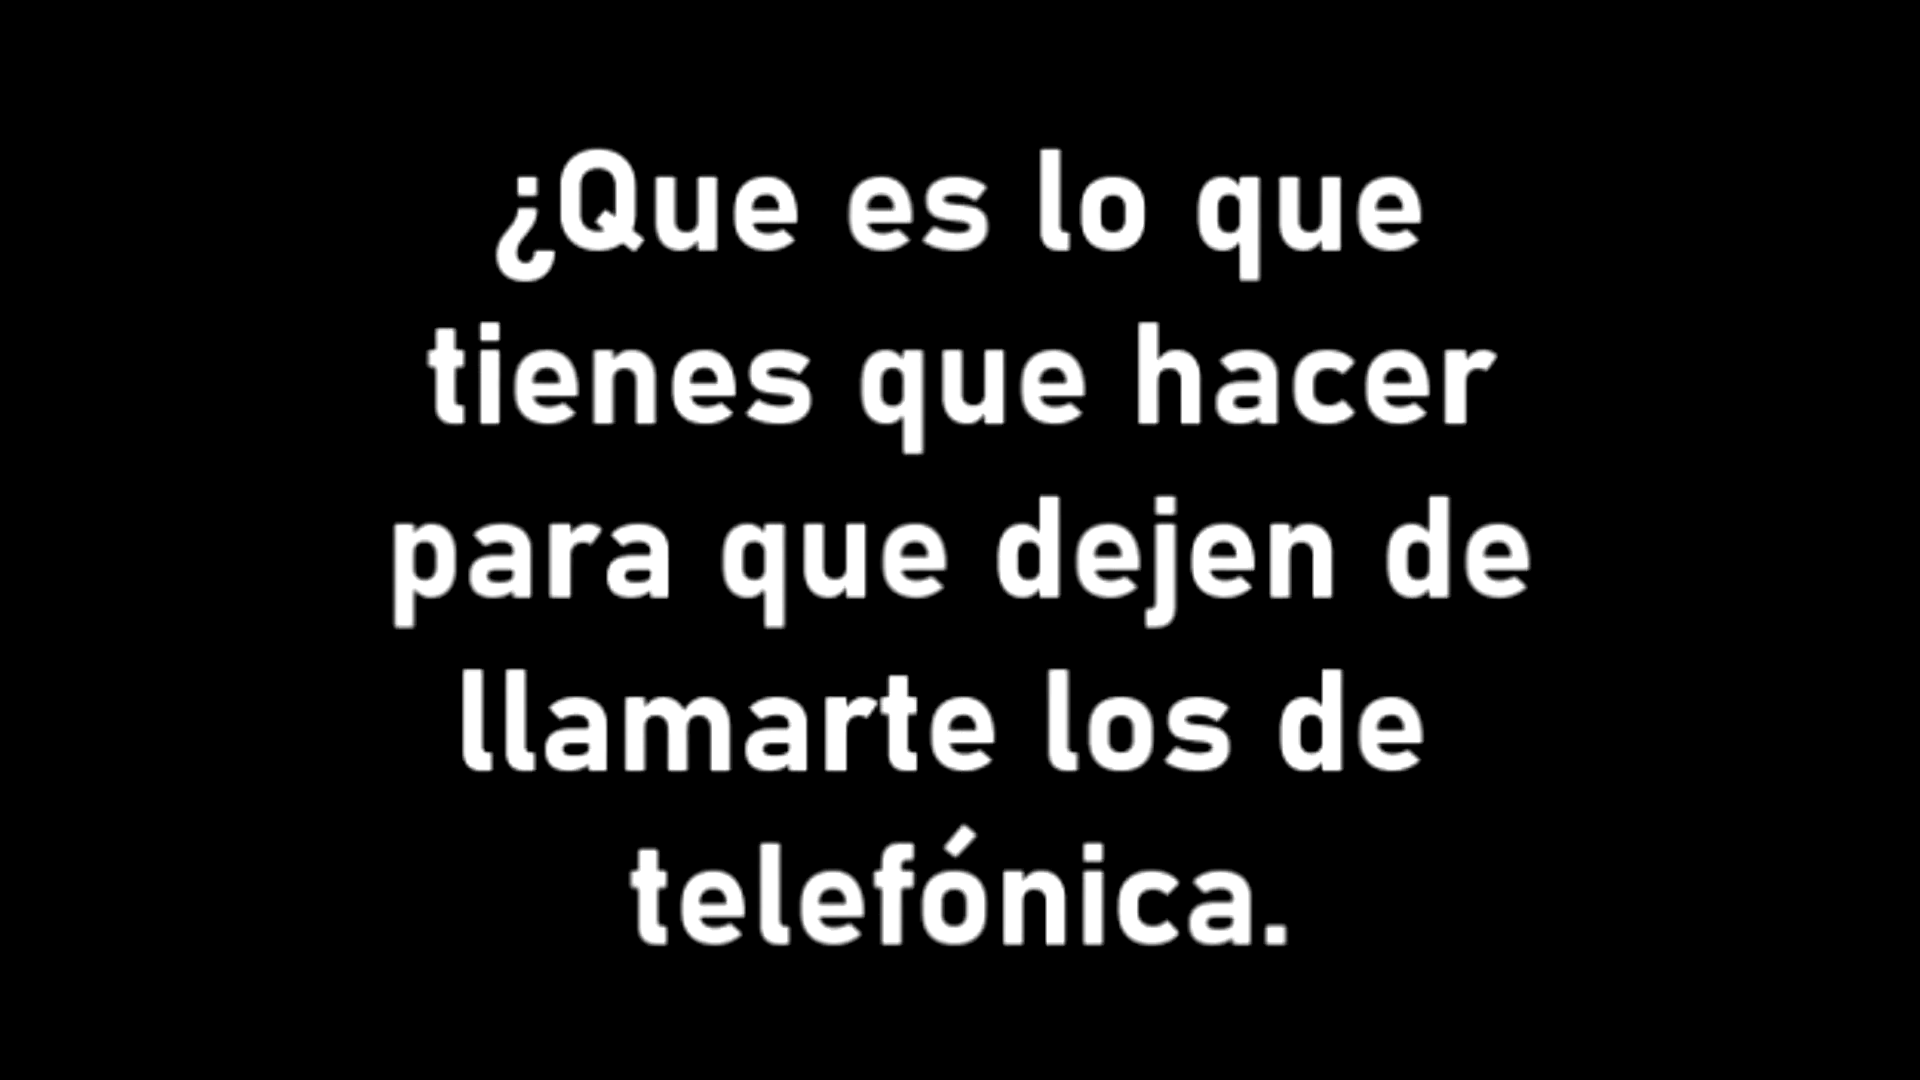 ¿Que es lo que
tienes que hacer
para que dejen de
llamarte los de
telefónica.